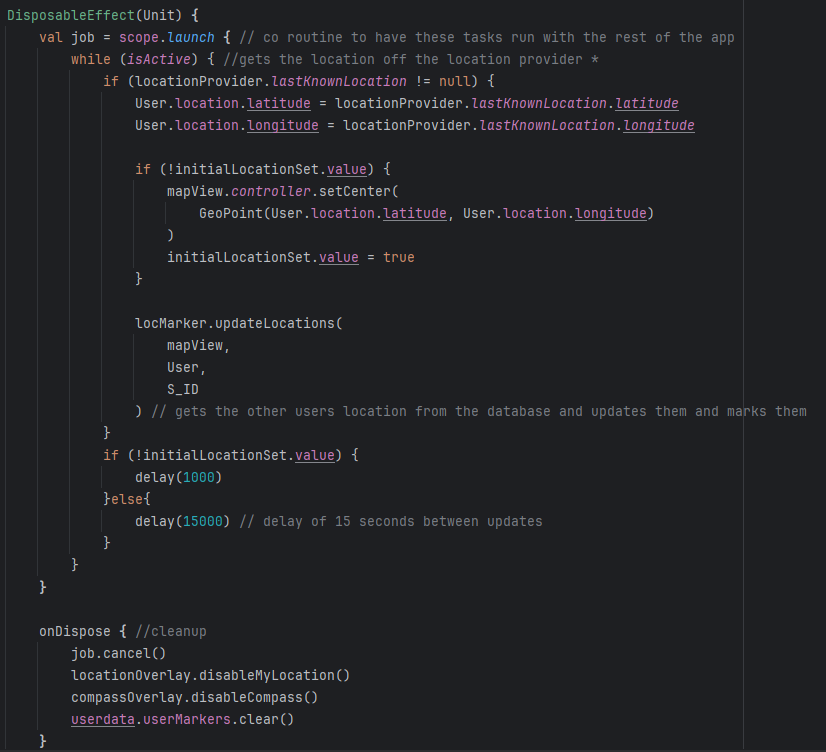 DisposableEffect(Unit) {
    val job = scope.launch { // co routine to have these tasks run with the rest of the app
        while (isActive) { //gets the location off the location provider *
            if (locationProvider.lastKnownLocation != null) {
                User.location.latitude = locationProvider.lastKnownLocation.latitude
                User.location.longitude = locationProvider.lastKnownLocation.longitude

                if (!initialLocationSet.value) {
                    mapView.controller.setCenter(
                        GeoPoint(User.location.latitude, User.location.longitude)
                    )
                    initialLocationSet.value = true
                }

                locMarker.updateLocations(
                    mapView,
                    User,
                    S_ID
                ) // gets the other users location from the database and updates them and marks them
            }
            if (!initialLocationSet.value) {
                delay(1000)
            }else{
                delay(15000) // delay of 15 seconds between updates
            }
        }
    }

    onDispose { //cleanup
        job.cancel()
        locationOverlay.disableMyLocation()
        compassOverlay.disableCompass()
        userdata.userMarkers.clear()
    }